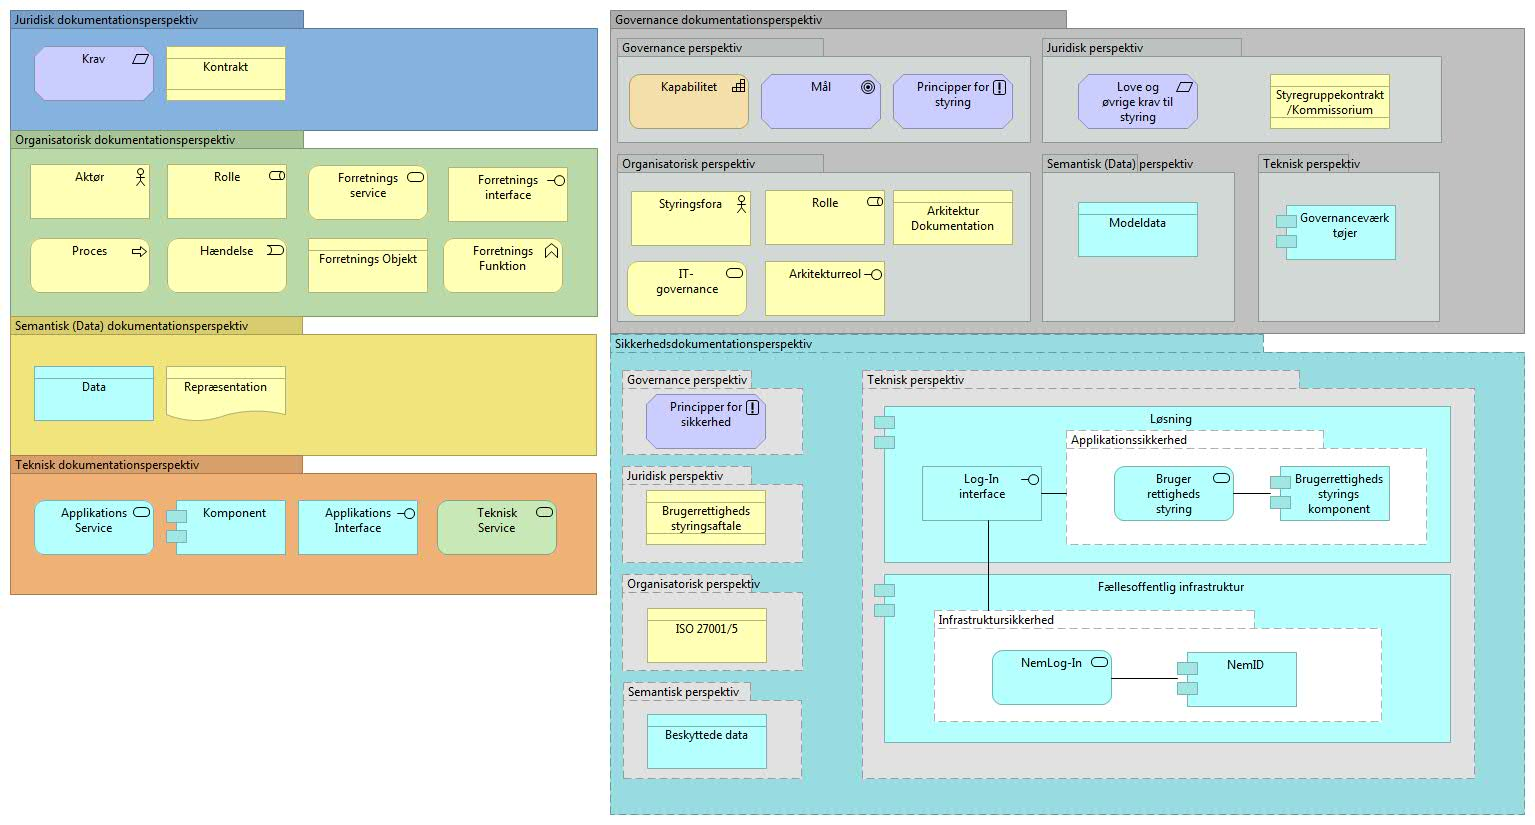 Juridisk dokumentationsperspektiv
Krav
Kontrakt
Organisatorisk dokumentationsperspektiv
Aktør
Rolle
Forretnings
service
Forretnings
interface
Proces
Hændelse
Forretnings Objekt
Forretnings
Funktion
Semantisk (Data) dokumentationsperspektiv
Data
Repræsentation
Teknisk dokumentationsperspektiv
Applikations
Service
Komponent
Applikations
Interface
Teknisk
Service
Governance dokumentationsperspektiv
Governance perspektiv
Kapabilitet
Mål
Principper for
styring
Juridisk perspektiv
Love og
øvrige krav til
styring
Styregruppekontrakt
/Kommissorium
Organisatorisk perspektiv
Styringsfora
Rolle
Arkitektur
Dokumentation
IT-
governance
Arkitekturreol
Semantisk (Data) perspektiv
Modeldata
Teknisk perspektiv
Governanceværk
tøjer
Sikkerhedsdokumentationsperspektiv
Governance perspektiv
Principper for
sikkerhed
Juridisk perspektiv
Brugerrettigheds
styringsaftale
Organisatorisk perspektiv
ISO 27001/5
Semantisk perspektiv
Beskyttede data
Teknisk perspektiv
Løsning
Log-In
interface
Applikationssikkerhed
Bruger
rettigheds
styring
Brugerrettigheds
styrings
komponent
Fællesoffentlig infrastruktur
Infrastruktursikkerhed
NemLog-In
NemID